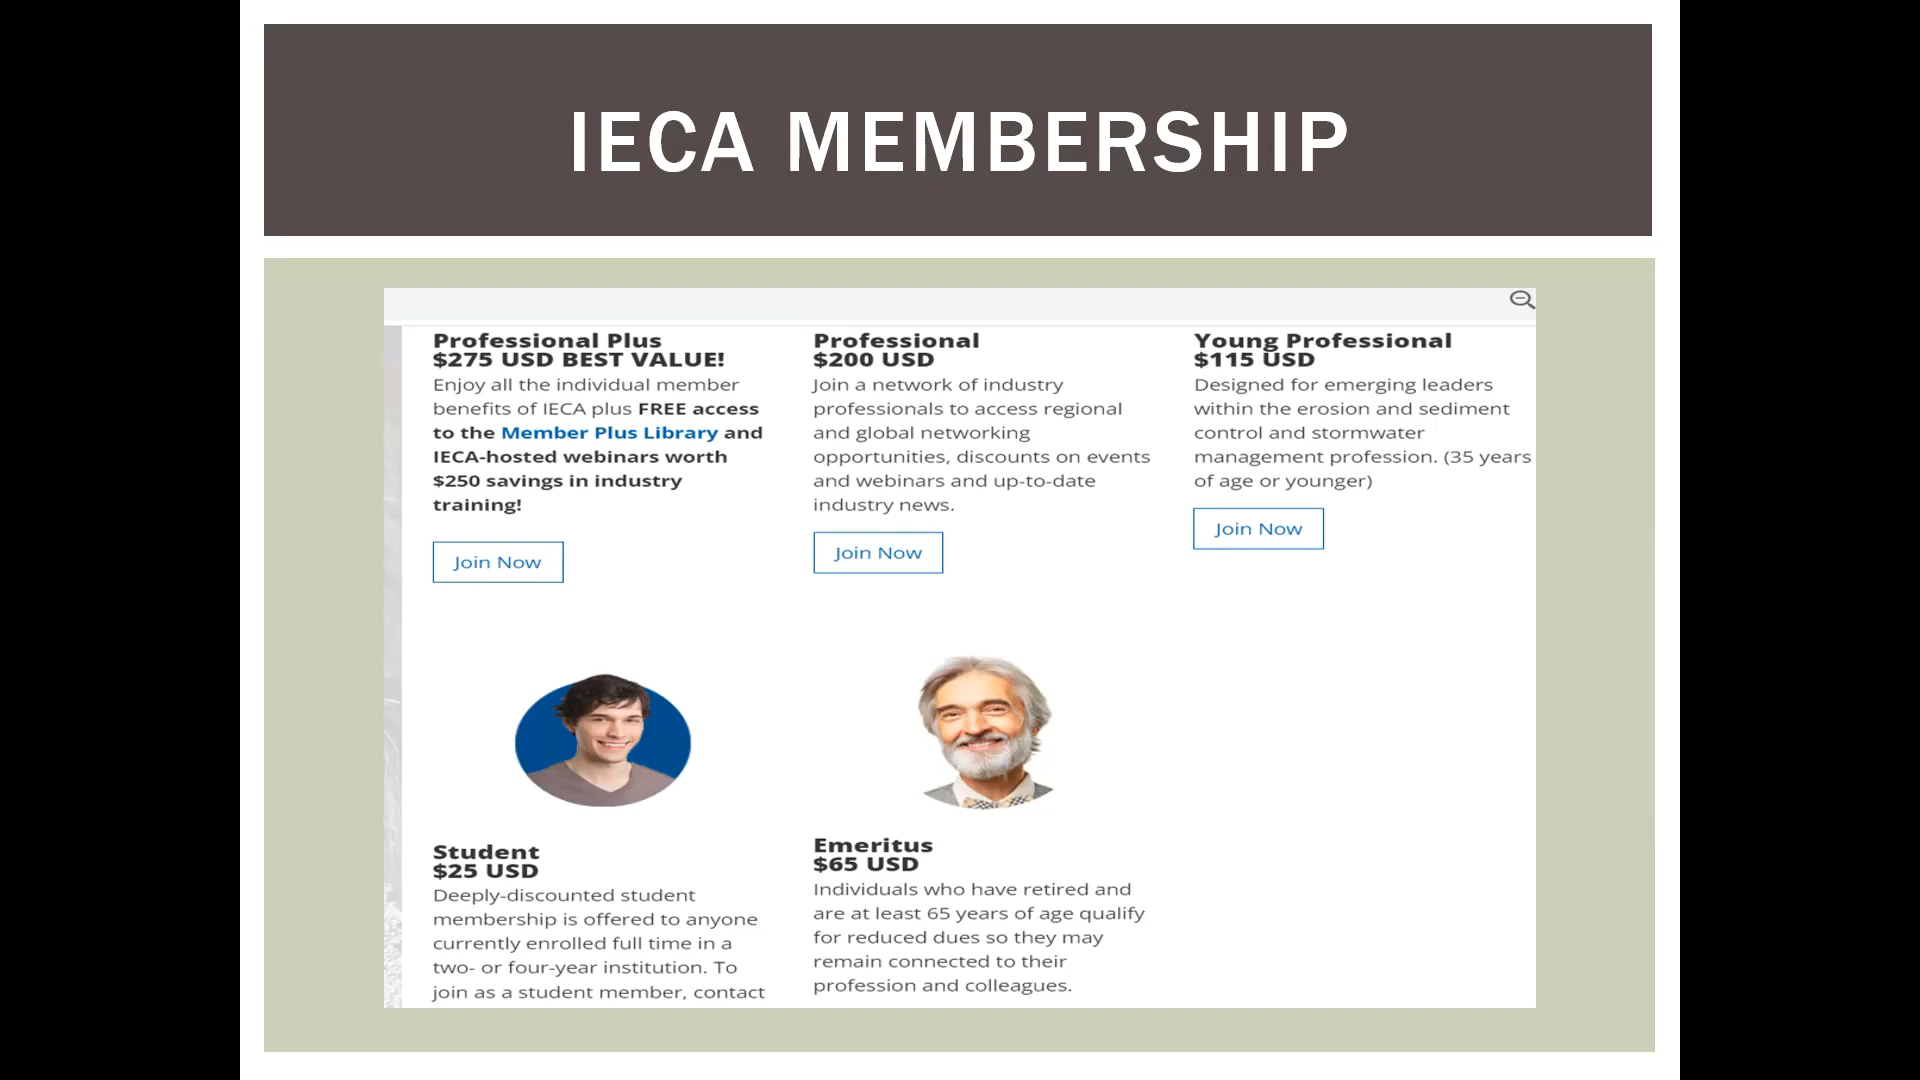 IECA MEMBERSHIP
Professional Plus
$275 USD BEST VALUE!
Enjoy all the individual member
benefits of IECA plus FREE access
to the Member Plus Library and
IECA-hosted webinars worth
$250 savings in industry
training!
Join Now
Professional
$200 USD
Join a network of industry
professionals to access regional
and global networking
opportunities, discounts on events
and webinars and up-to-date
industry news.
Join Now
Young Professional
$115 USD
Designed for emerging leaders
within the erosion and sediment
control and stormwater
management profession. (35 years
of age or younger)
Join Now
Student
$25 USD
Deeply-discounted student
membership is offered to anyone
currently enrolled full time in a
two- or four-year institution. To
join as a student member, contact
Emeritus
$65 USD
Individuals who have retired and
are at least 65 years of age qualify
for reduced dues so they may
remain connected to their
profession and colleagues.